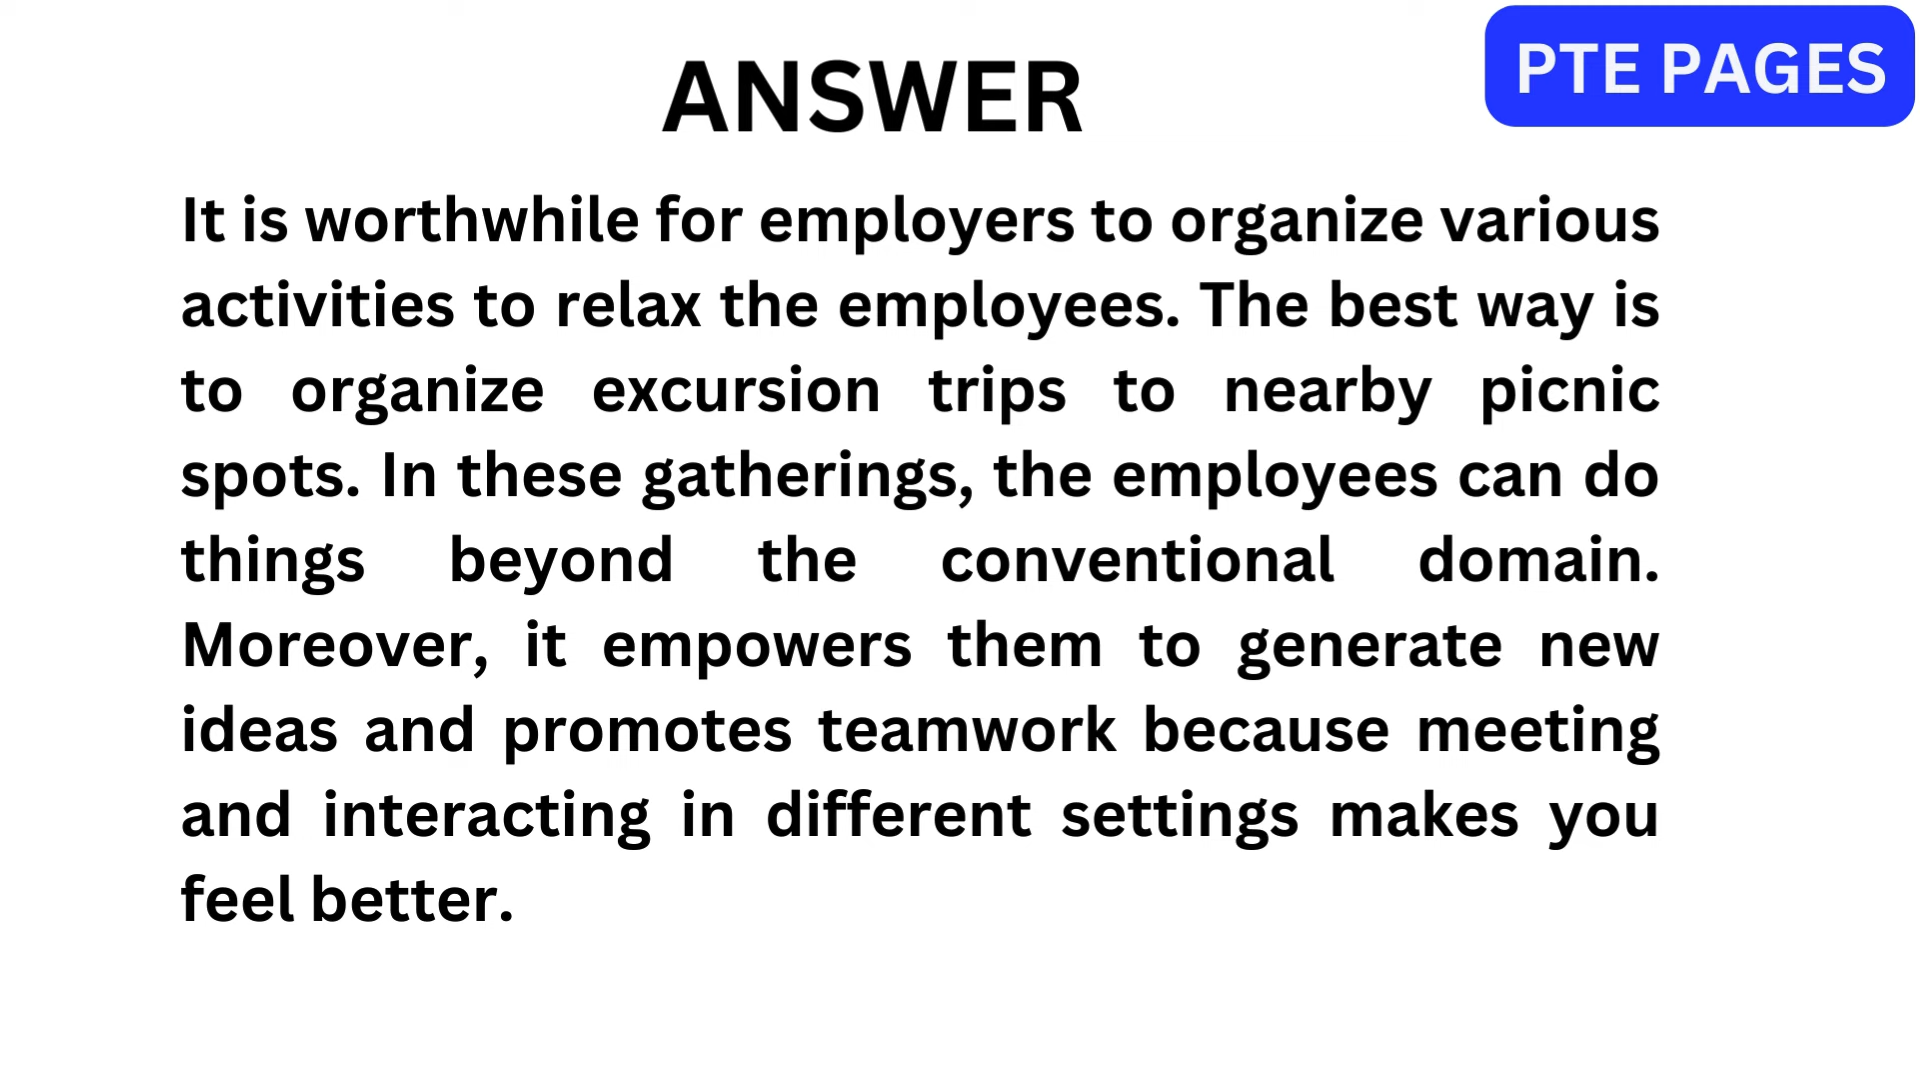 PTE PAGES
ANSWER
It is worthwhile for employers to organize various
activities to relax the employees. The best way is
to organize excursion trips to nearby picnic
spots. In these gatherings, the employees can do
things beyond the conventional domain.
Moreover, it empowers them to generate new
ideas and promotes teamwork because meeting
and interacting in different settings makes you
feel better.